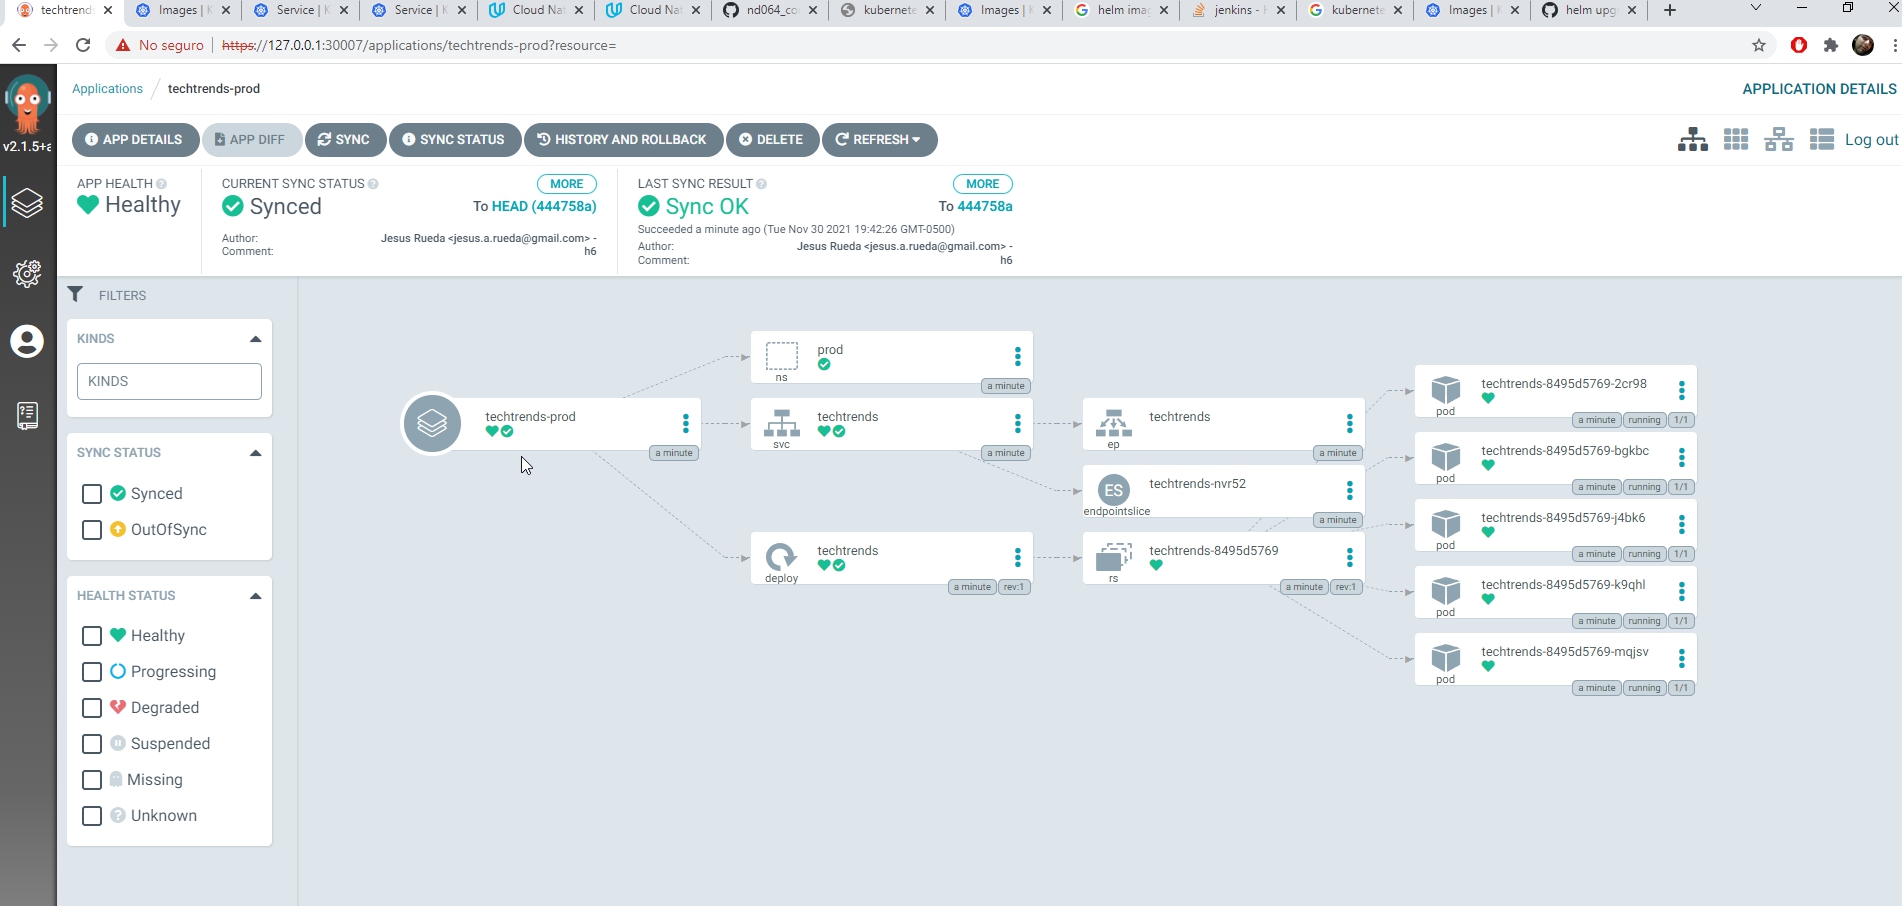 techtrend
Images | K
Service | K
Service | K
Cloud Nat
Cloud Nat
nd064_co
kubernete
Images | K
helm imag
jenkins - H
kubernete
Images | K
helm upg
No seguro
https://127.0.0.1:30007/applications/techtrends-prod?resource=
Applications / techtrends-prod
APPLICATION DETAILS
v2.1.5+a
APP DETAILS
APP DIFF
SYNC
SYNC STATUS
HISTORY AND ROLLBACK
DELETE
REFRESH
Log out
APP HEALTH
Healthy
CURRENT SYNC STATUS
MORE
Synced
To HEAD (444758a)
Author: Jesus Rueda <jesus.a.rueda@gmail.com> -
Comment: h6
LAST SYNC RESULT
MORE
Sync OK
To 444758a
Succeeded a minute ago (Tue Nov 30 2021 19:42:26 GMT-0500)
Author: Jesus Rueda <jesus.a.rueda@gmail.com> -
Comment: h6
FILTERS
KINDS
KINDS
SYNC STATUS
Synced
OutOfSync
HEALTH STATUS
Healthy
Progressing
Degraded
Suspended
Missing
Unknown
techtrends-prod
a minute
prod
ns
a minute
techtrends
svc
a minute
techtrends
deploy
a minute rev:1
techtrends
ep
a minute
ES
techtrends-nvr52
endpointslice
a minute
techtrends-8495d5769
rs
a minute rev:1
techtrends-8495d5769-2cr98
pod
a minute running 1/1
techtrends-8495d5769-bgkbc
pod
a minute running 1/1
techtrends-8495d5769-j4bk6
pod
a minute running 1/1
techtrends-8495d5769-k9qhl
pod
a minute running 1/1
techtrends-8495d5769-mqjsv
pod
a minute running 1/1